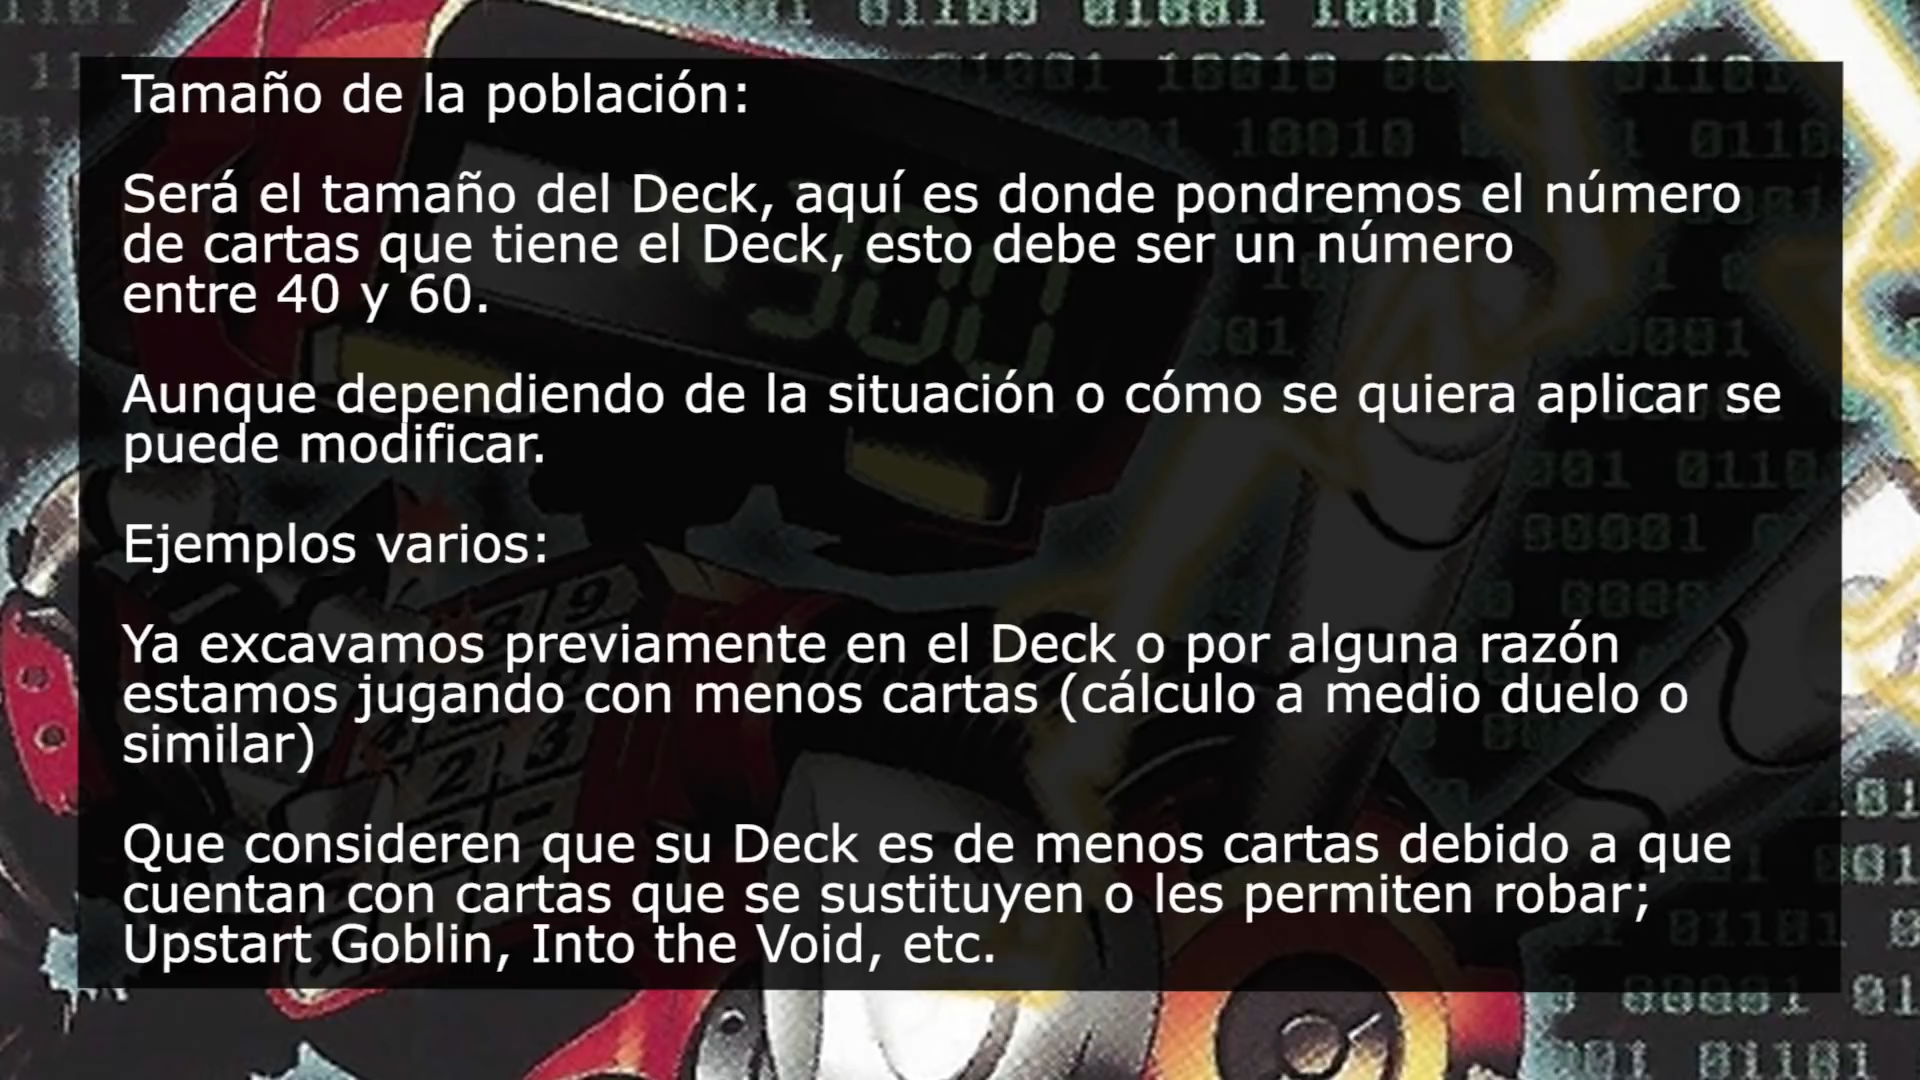 Tamaño de la población:
Será el tamaño del Deck, aquí es donde pondremos el número
de cartas que tiene el Deck, esto debe ser un número
entre 40 y 60.
Aunque dependiendo de la situación o cómo se quiera aplicar se
puede modificar.
Ejemplos varios:
Ya excavamos previamente en el Deck o por alguna razón
estamos jugando con menos cartas (cálculo a medio duelo o
similar)
Que consideren que su Deck es de menos cartas debido a que
cuentan con cartas que se sustituyen o les permiten robar;
Upstart Goblin, Into the Void, etc.